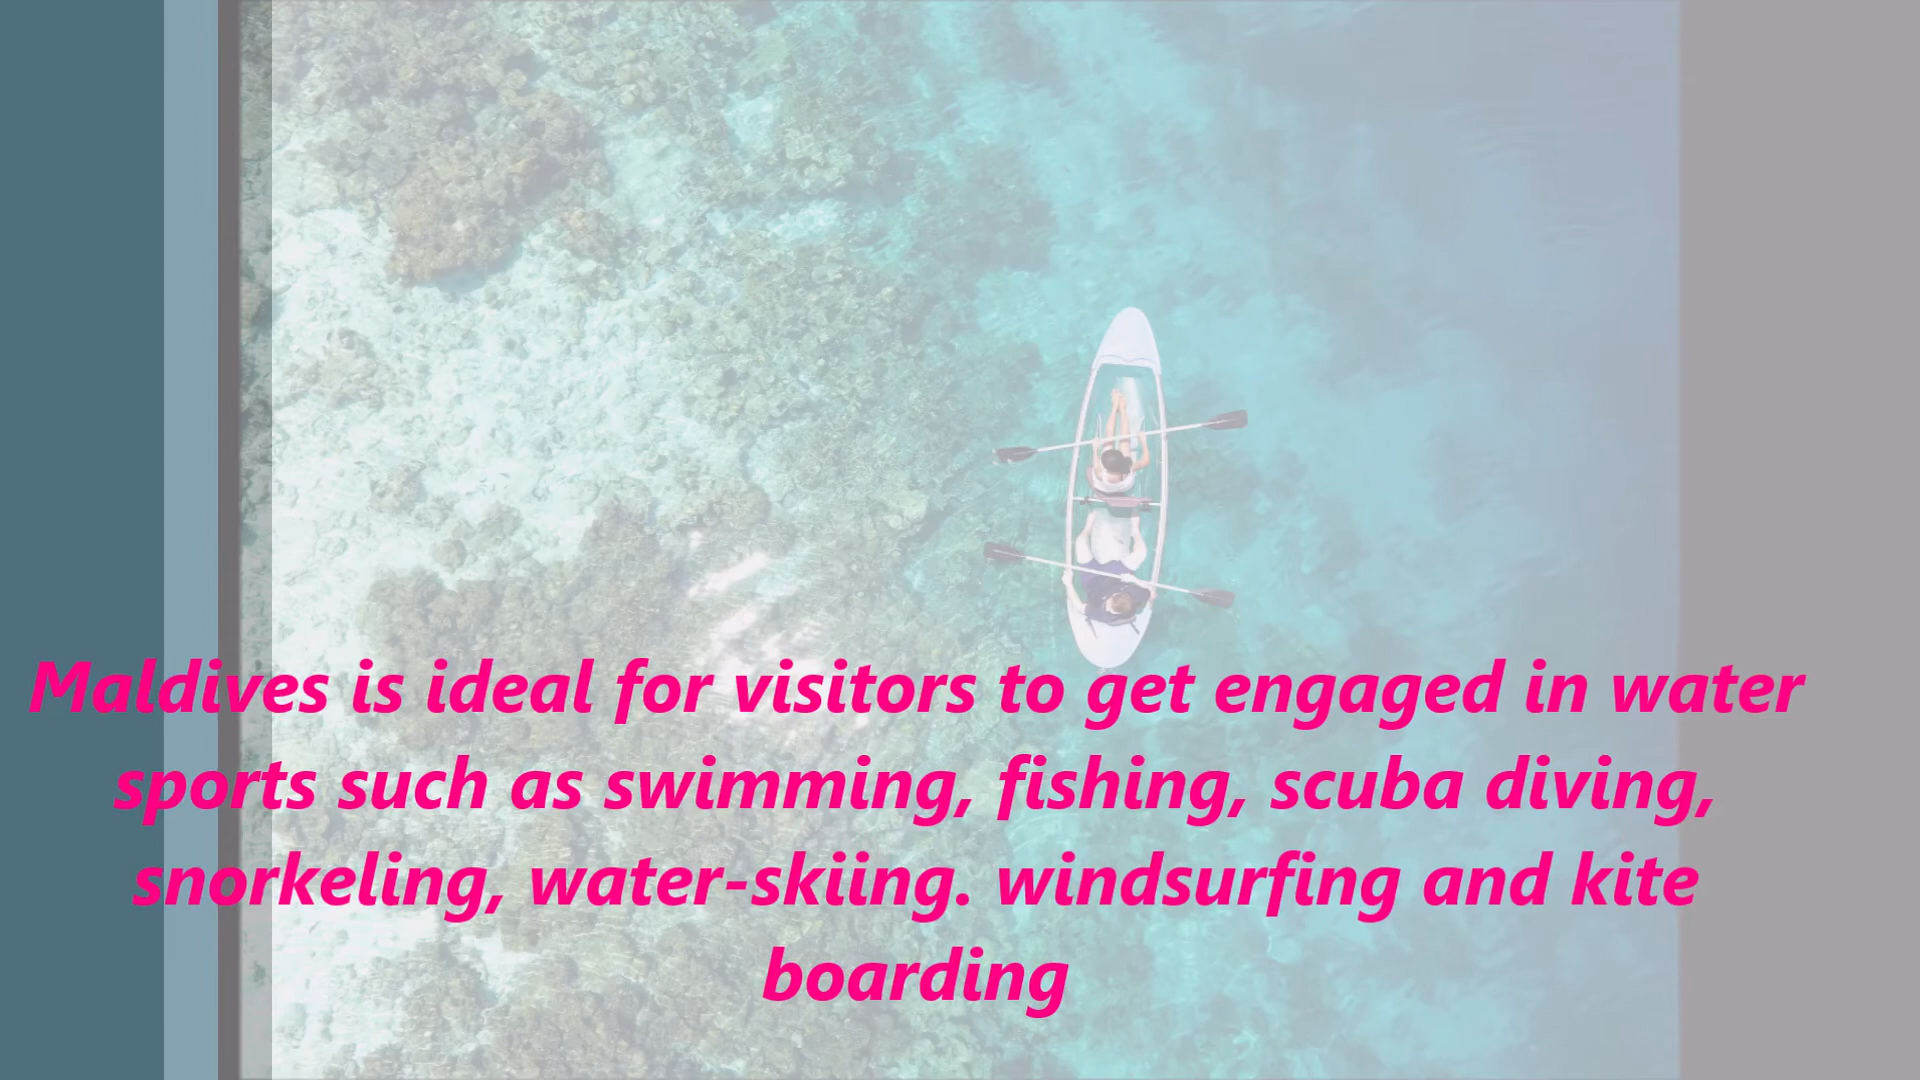 Maldives is ideal for visitors to get engaged in water
sports such as swimming, fishing, scuba diving,
snorkeling, water-skiing. windsurfing and kite
boarding